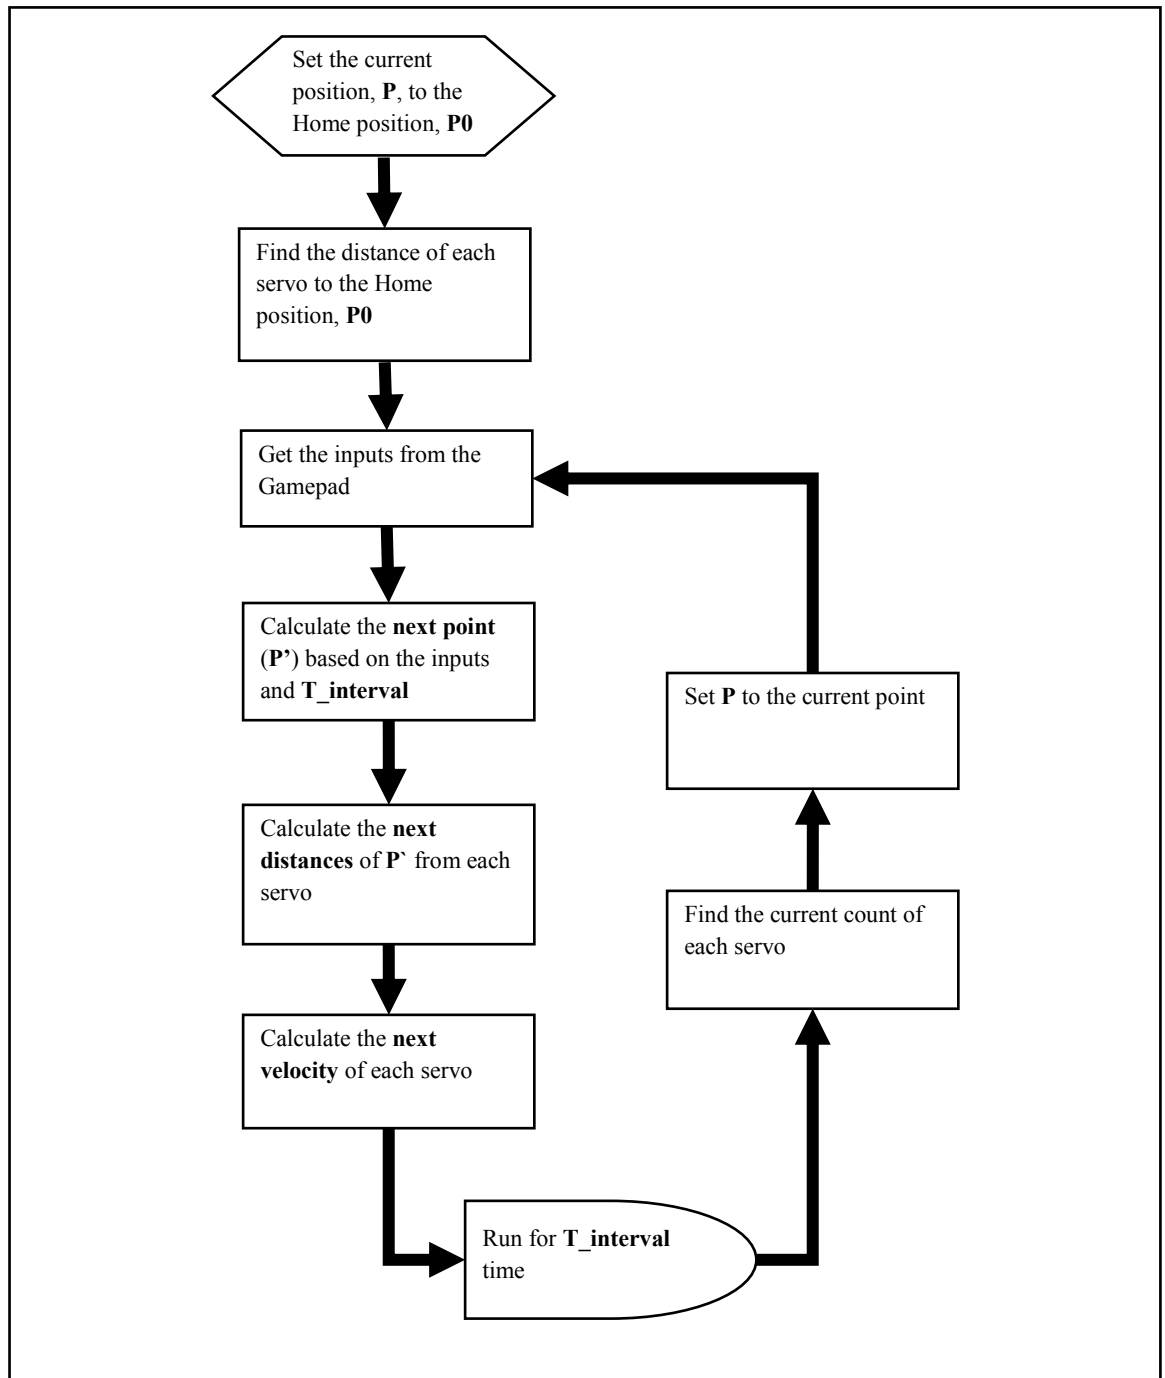 Set the current
position, P, to the
Home position, P0
Find the distance of each
servo to the Home
position, P0
Get the inputs from the
Gamepad
Calculate the next point
(P’) based on the inputs
and T_interval
Calculate the next
distances of P` from each
servo
Calculate the next
velocity of each servo
Run for T_interval
time
Find the current count of
each servo
Set P to the current point